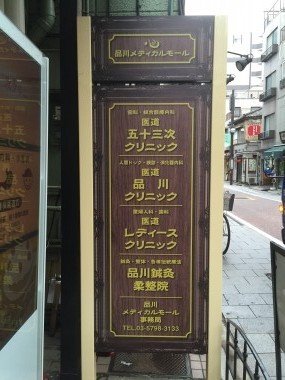 品川メディカルモール
医道
五十三次
クリニック
人間ドック・健診・消化器内科
医道
品川
クリニック
産婦人科・歯科
医道
レディース
クリニック
品川鍼灸
柔整院
品川
メディカルモール
事務局
TEL.03-5798-3133